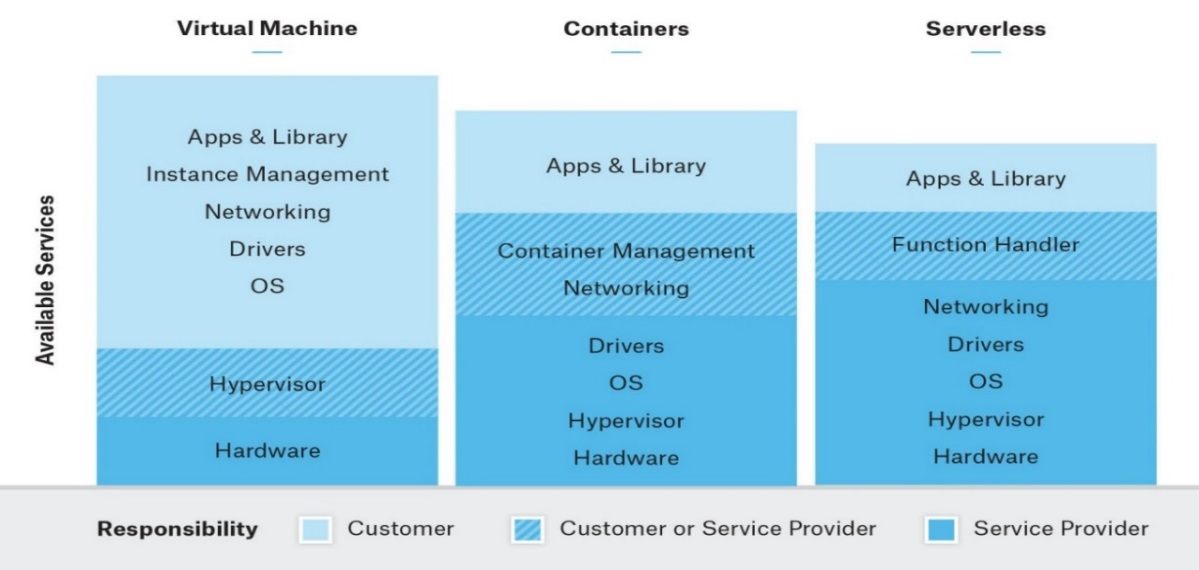 Virtual Machine
Containers
Serverless
Available Services
Apps & Library
Instance Management
Networking
Drivers
OS
Hypervisor
Hardware
Apps & Library
Container Management
Networking
Drivers
OS
Hypervisor
Hardware
Apps & Library
Function Handler
Networking
Drivers
OS
Hypervisor
Hardware
Responsibility
Customer
Customer or Service Provider
Service Provider